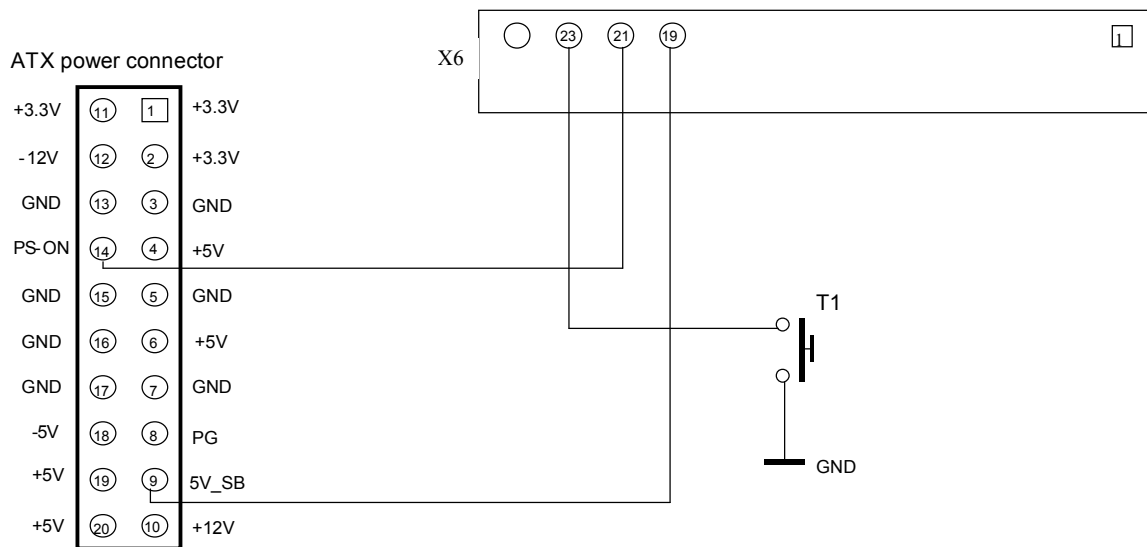 23 21 19 1
X6
ATX power connector
+3.3V 11 1 +3.3V
-12V 12 2 +3.3V
GND 13 3 GND
PS-ON 14 4 +5V
GND 15 5 GND
T1
GND 16 6 +5V
GND 17 7 GND
-5V 18 8 PG
GND
+5V 19 9 5V_SB
+5V 20 10 +12V